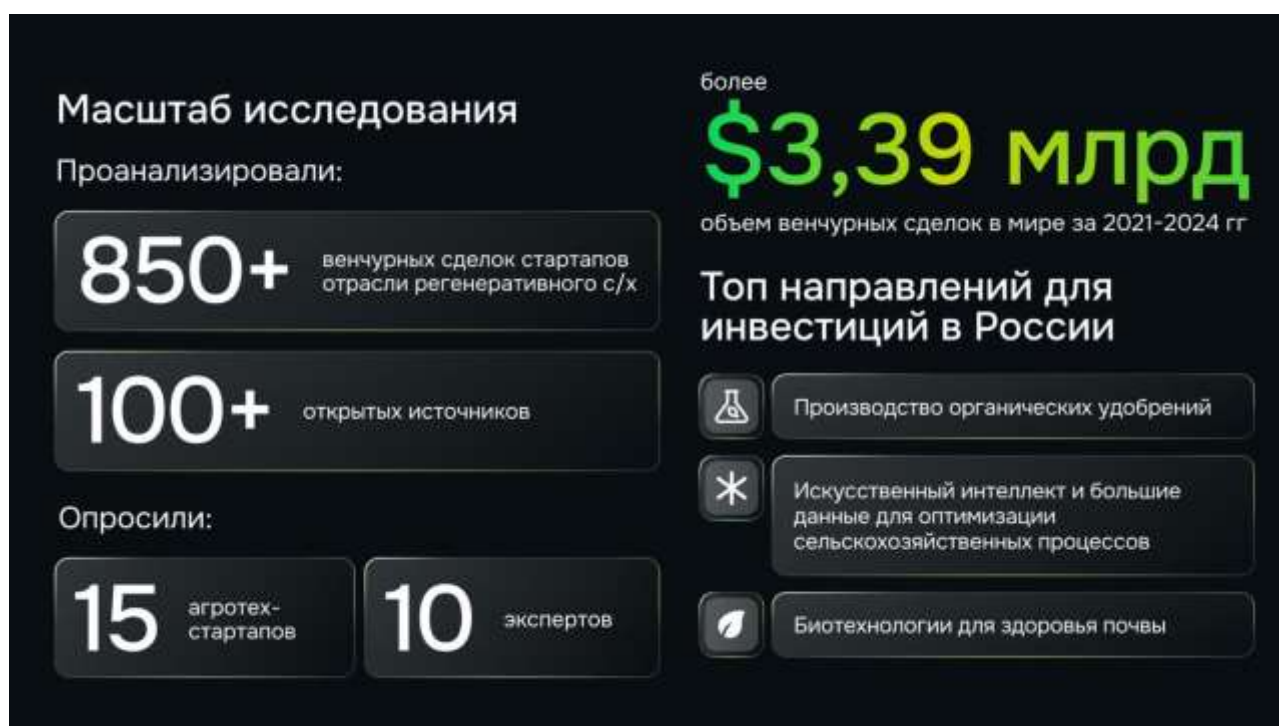 Масштаб исследования
Проанализировали:
850+
венчурных сделок стартапов
отрасли регенеративного с/х
100+
открытых источников
Опросили:
15
агротех-
стартапов
10
экспертов
более
$3,39 млрд
объем венчурных сделок в мире за 2021-2024 гг
Топ направлений для
инвестиций в России
Производство органических удобрений
Искусственный интеллект и большие
данные для оптимизации
сельскохозяйственных процессов
Биотехнологии для здоровья почвы